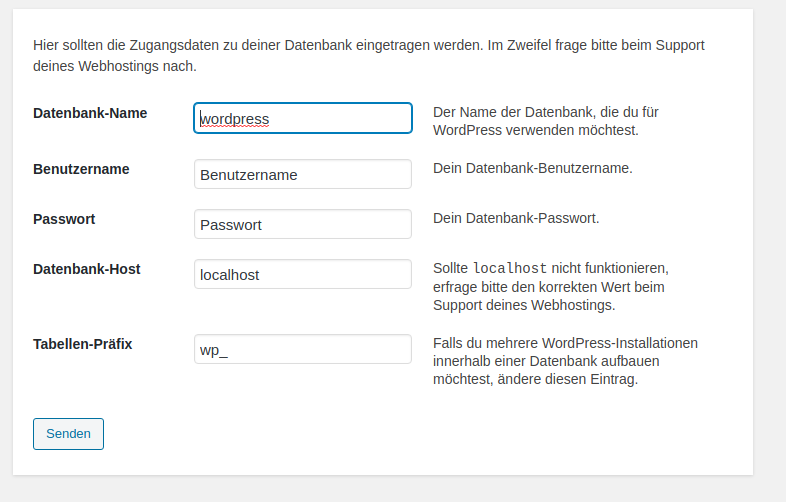 Hier sollten die Zugangsdaten zu deiner Datenbank eingetragen werden. Im Zweifel frage bitte beim Support
deines Webhostings nach.
Datenbank-Name
wordpress
Der Name der Datenbank, die du für
WordPress verwenden möchtest.
Benutzername
Benutzername
Dein Datenbank-Benutzername.
Passwort
Passwort
Dein Datenbank-Passwort.
Datenbank-Host
localhost
Sollte localhost nicht funktionieren,
erfrage bitte den korrekten Wert beim
Support deines Webhostings.
Tabellen-Präfix
wp_
Falls du mehrere WordPress-Installationen
innerhalb einer Datenbank aufbauen
möchtest, ändere diesen Eintrag.
Senden